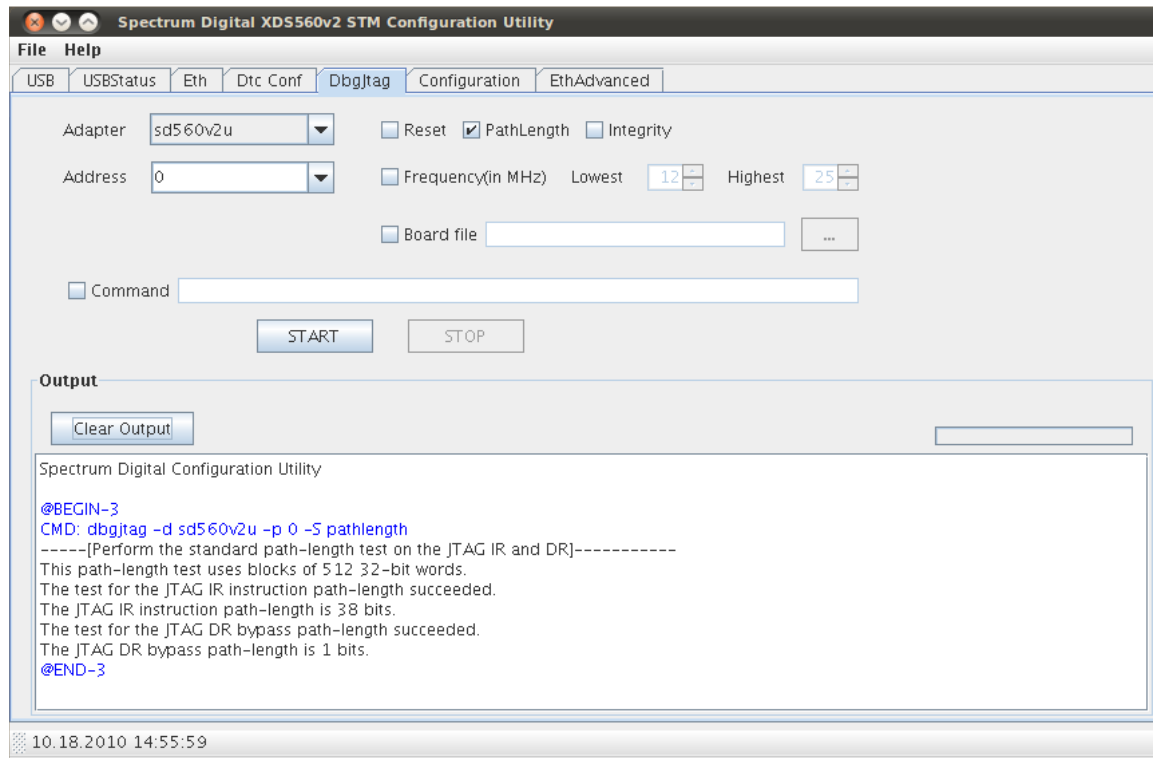 Spectrum Digital XDS560v2 STM Configuration Utility
File Help
USB USBStatus Eth Dtc Conf DbgJtag Configuration EthAdvanced
Adapter sd560v2u Reset PathLength Integrity
Address 0 Frequency(in MHz) Lowest 12 Highest 25
Board file ...
Command
START STOP
Output
Clear Output
Spectrum Digital Configuration Utility
@BEGIN-3
CMD: dbgjtag -d sd560v2u -p 0 -S pathlength
-----[Perform the standard path-length test on the JTAG IR and DR]-----------
This path-length test uses blocks of 512 32-bit words.
The test for the JTAG IR instruction path-length succeeded.
The JTAG IR instruction path-length is 38 bits.
The test for the JTAG DR bypass path-length succeeded.
The JTAG DR bypass path-length is 1 bits.
@END-3
10.18.2010 14:55:59